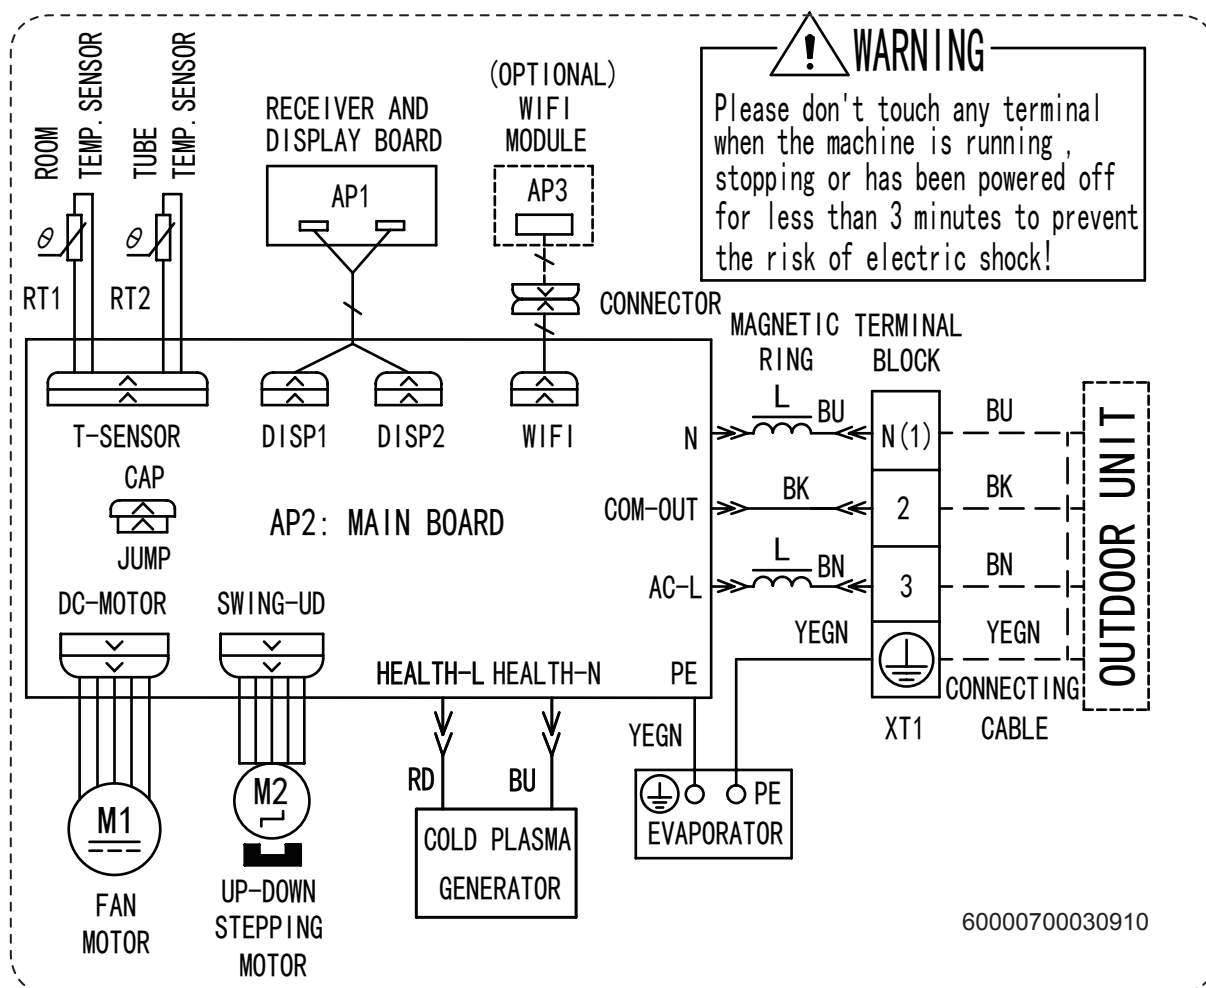 ROOM
TEMP. SENSOR
TUBE
TEMP. SENSOR
RECEIVER AND
DISPLAY BOARD
(OPTIONAL)
WIFI
MODULE
WARNING
Please don't touch any terminal
when the machine is running ,
stopping or has been powered off
for less than 3 minutes to prevent
the risk of electric shock!
AP1
AP3
θ
θ
RT1
RT2
CONNECTOR
MAGNETIC
RING
TERMINAL
BLOCK
T-SENSOR
DISP1
DISP2
WIFI
N
L
BU
N(1)
BU
CAP
JUMP
AP2: MAIN BOARD
COM-OUT
BK
2
BK
AC-L
L
BN
3
BN
OUTDOOR UNIT
DC-MOTOR
SWING-UD
HEALTH-L
HEALTH-N
PE
YEGN
YEGN
CONNECTING
CABLE
XT1
YEGN
RD
BU
M1
M2
COLD PLASMA
GENERATOR
PE
EVAPORATOR
FAN
MOTOR
UP-DOWN
STEPPING
MOTOR
60000700030910